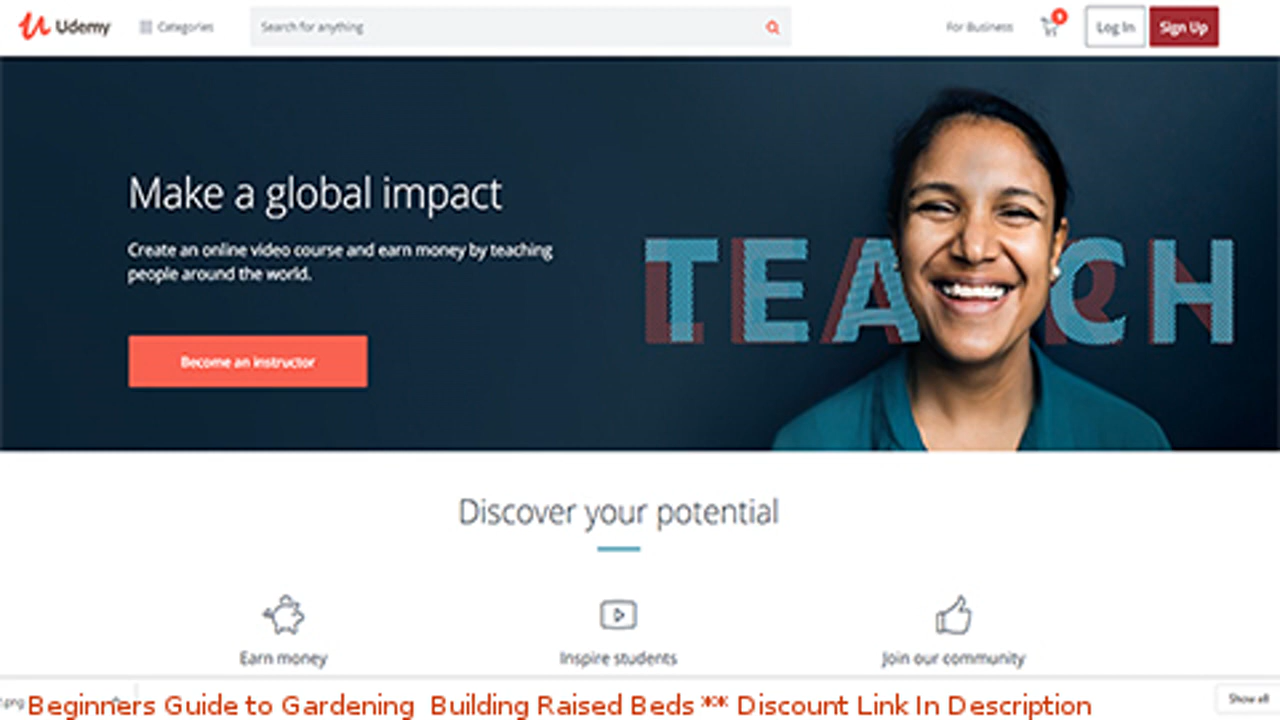 Udemy Categories Search for anything For Business Log In Sign Up
Make a global impact
Create an online video course and earn money by teaching
people around the world.
TEACH
Become an instructor
Discover your potential
Earn money Inspire students Join our community
.png Beginners Guide to Gardening Building Raised Beds ** Discount Link In Description Show all